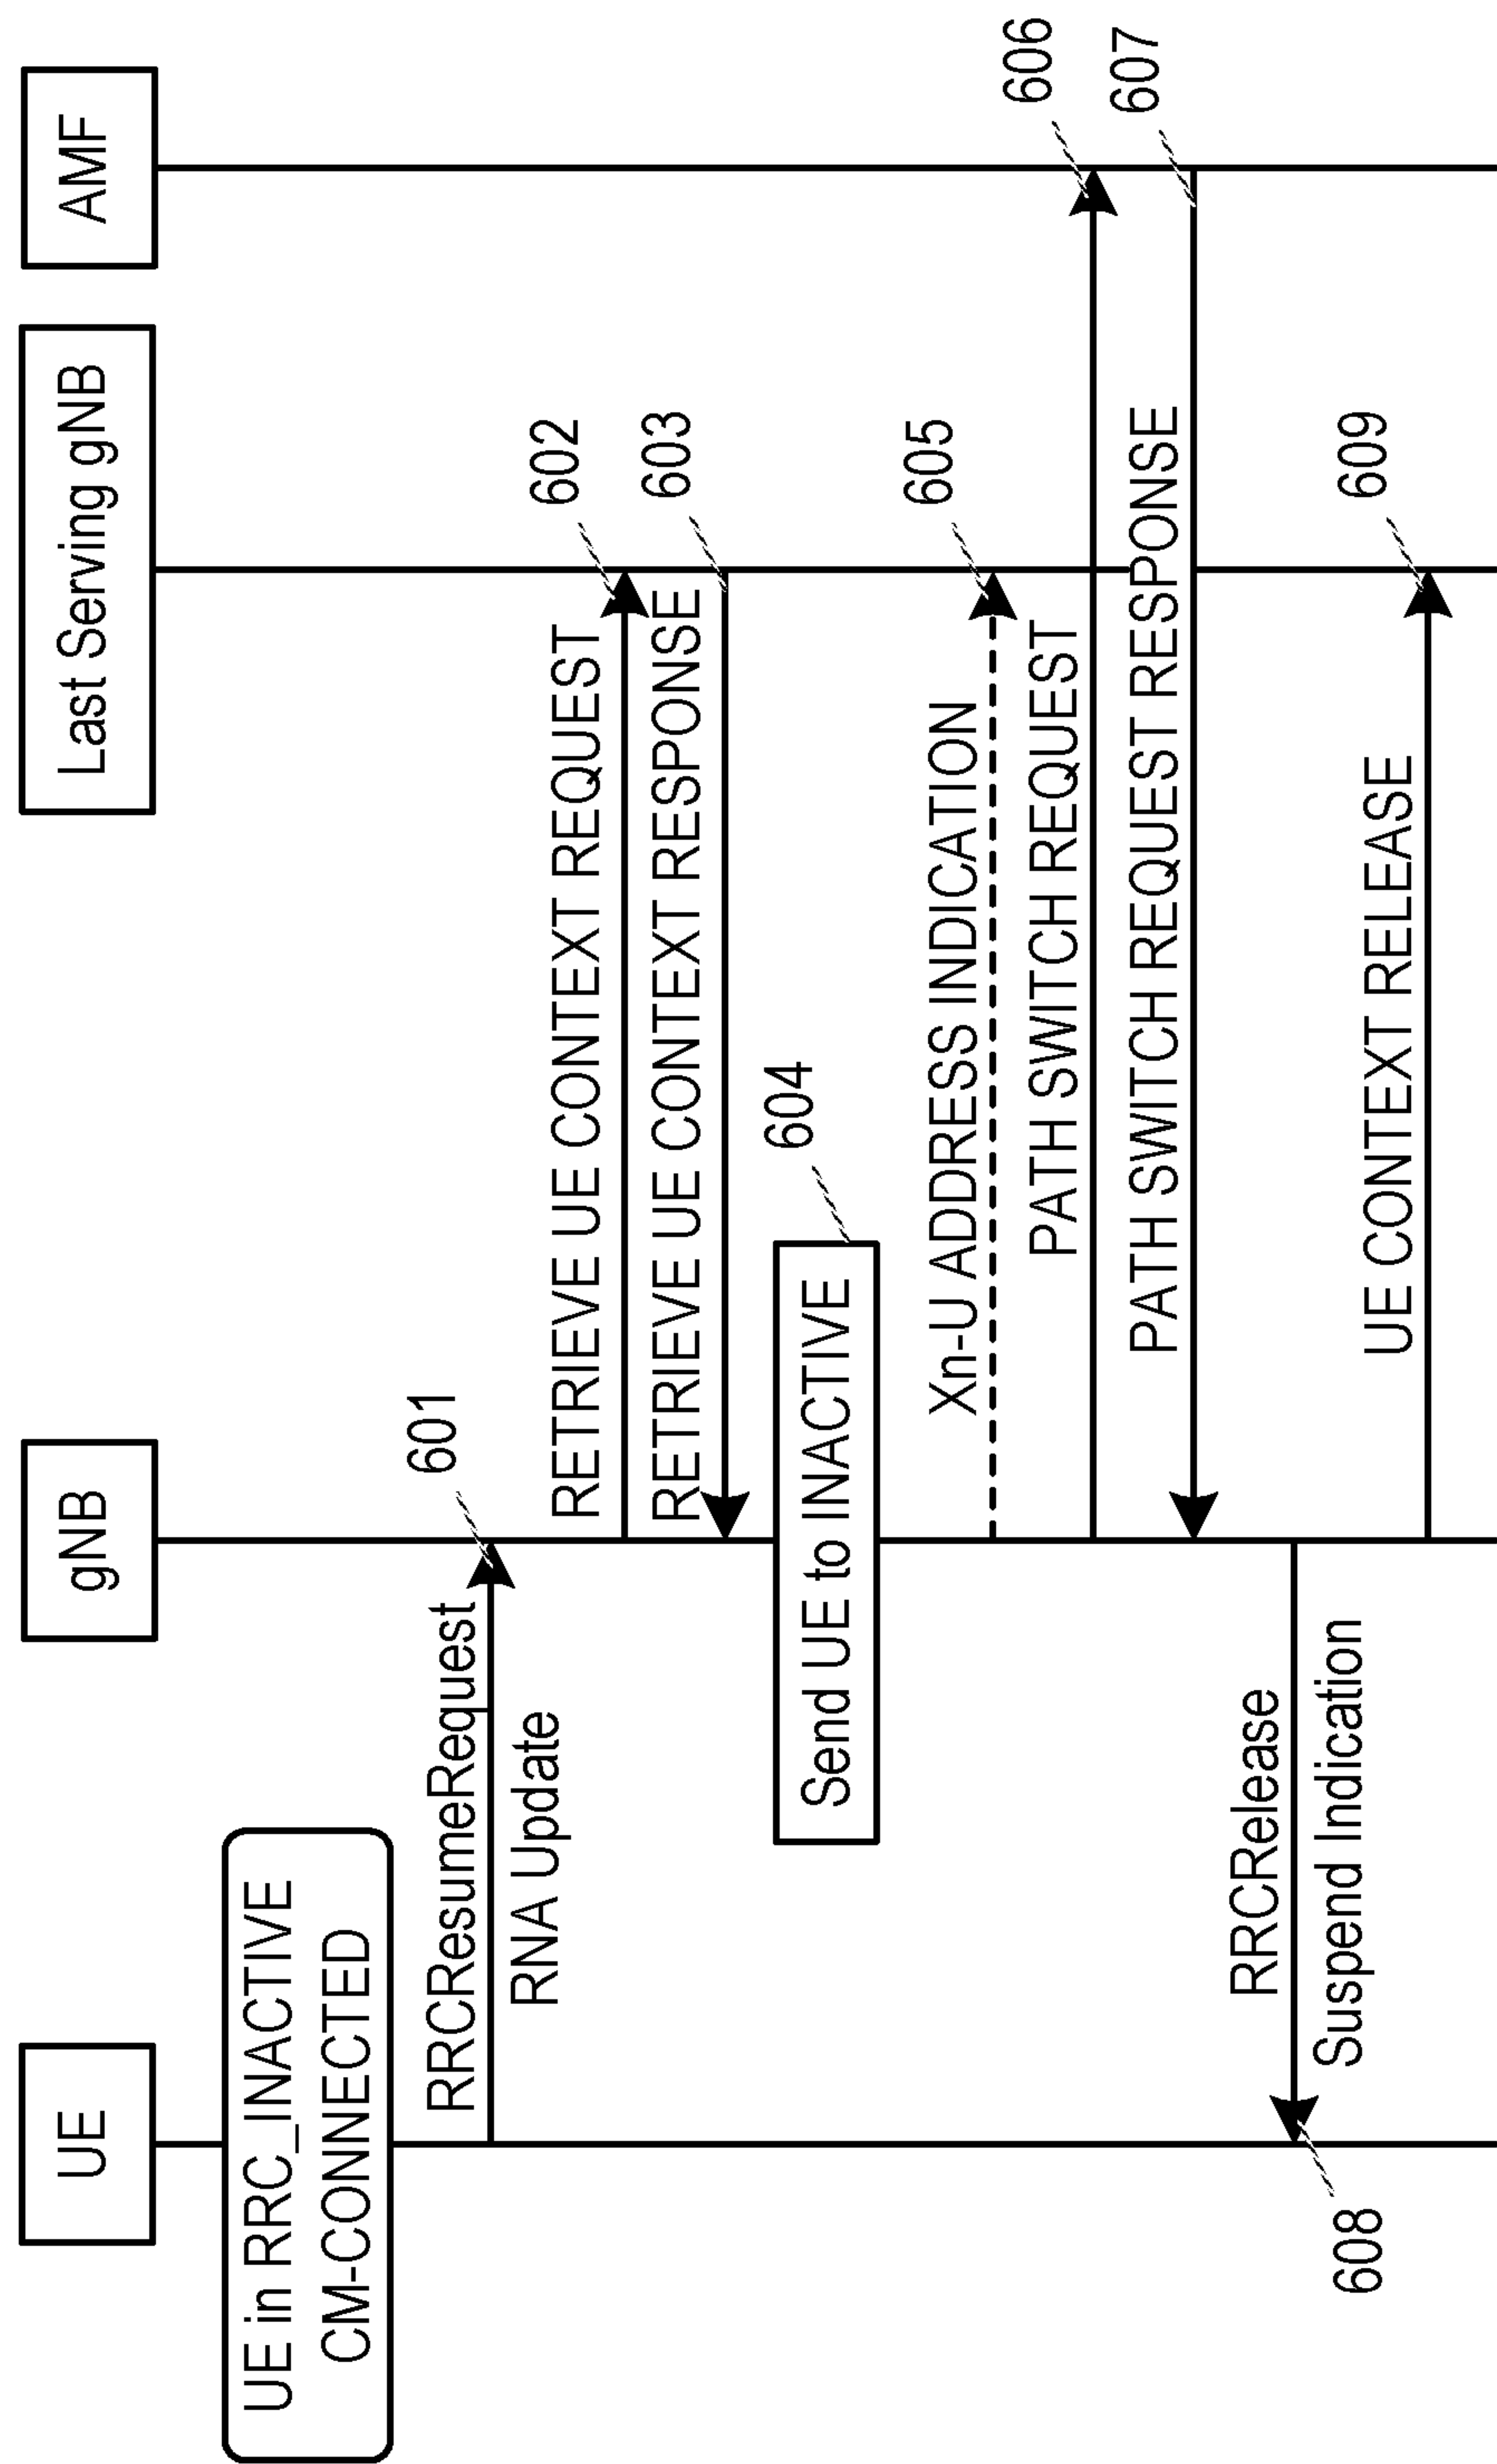 UE
gNB
Last Serving gNB
AMF
UE in RRC_INACTIVE
CM-CONNECTED
601
RRCResumeRequest
RNA Update
602
RETRIEVE UE CONTEXT REQUEST
603
RETRIEVE UE CONTEXT RESPONSE
604
Send UE to INACTIVE
605
Xn-U ADDRESS INDICATION
606
PATH SWITCH REQUEST
607
PATH SWITCH REQUEST RESPONSE
RRCRelease
Suspend Indication
608
609
UE CONTEXT RELEASE